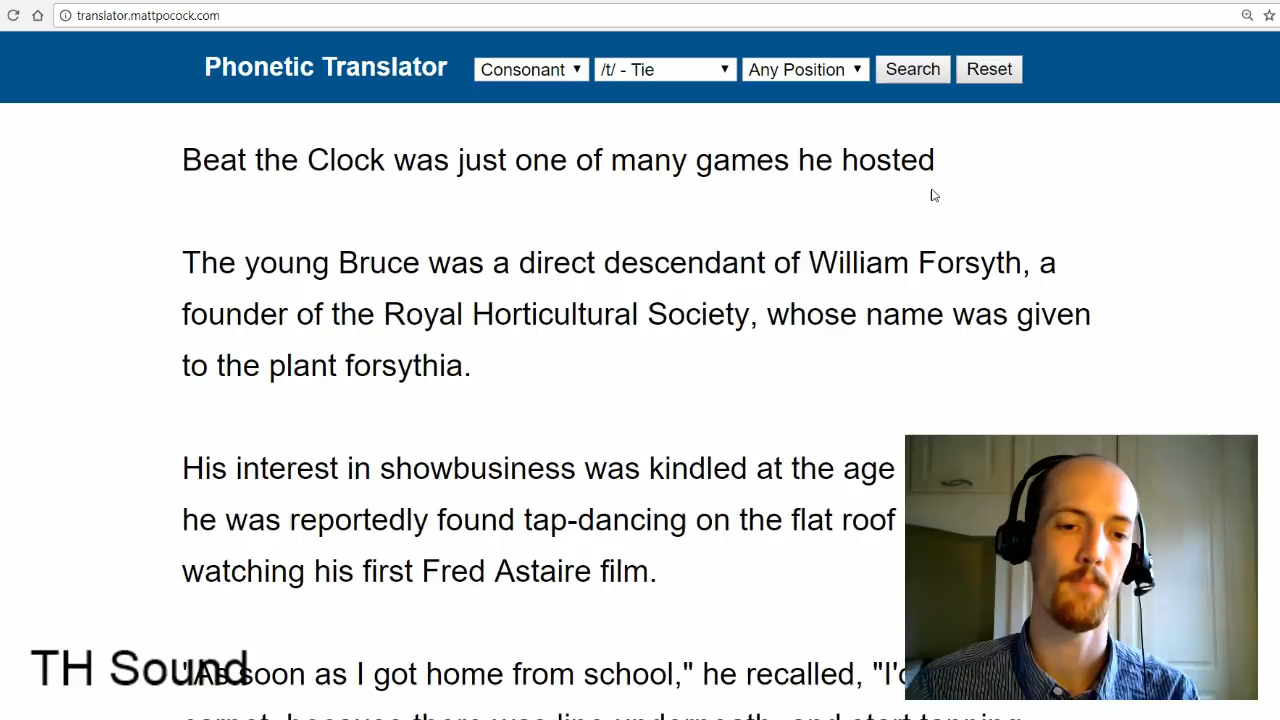 translator.mattpocock.com
Phonetic Translator Consonant /t/ - Tie Any Position Search Reset
Beat the Clock was just one of many games he hosted
The young Bruce was a direct descendant of William Forsyth, a
founder of the Royal Horticultural Society, whose name was given
to the plant forsythia.
His interest in showbusiness was kindled at the age
he was reportedly found tap-dancing on the flat roof
watching his first Fred Astaire film.
TH Sound
"As soon as I got home from school," he recalled, "I'd
carpet, because there was lino underneath, and start tapping